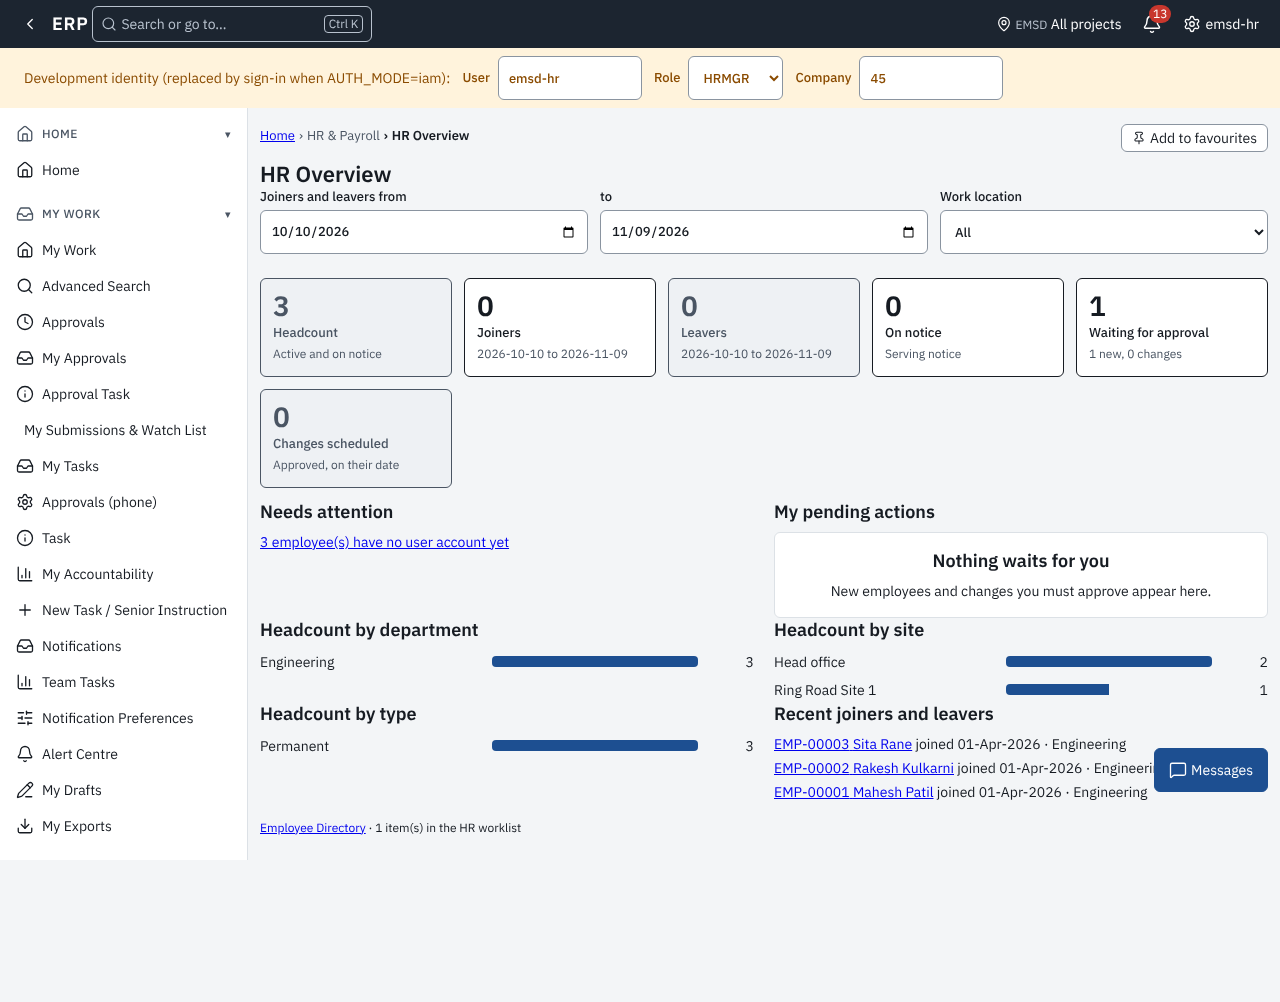 ERP
Search or go to...
Ctrl K
EMSD All projects
13
emsd-hr
Development identity (replaced by sign-in when AUTH_MODE=iam):
User
emsd-hr
Role
HRMGR
Company
45
HOME
Home
MY WORK
My Work
Advanced Search
Approvals
My Approvals
Approval Task
My Submissions & Watch List
My Tasks
Approvals (phone)
Task
My Accountability
New Task / Senior Instruction
Notifications
Team Tasks
Notification Preferences
Alert Centre
My Drafts
My Exports
Home › HR & Payroll › HR Overview
Add to favourites
HR Overview
Joiners and leavers from
10/10/2026
to
11/09/2026
Work location
All
3
Headcount
Active and on notice
0
Joiners
2026-10-10 to 2026-11-09
0
Leavers
2026-10-10 to 2026-11-09
0
On notice
Serving notice
1
Waiting for approval
1 new, 0 changes
0
Changes scheduled
Approved, on their date
Needs attention
3 employee(s) have no user account yet
My pending actions
Nothing waits for you
New employees and changes you must approve appear here.
Headcount by department
Engineering 3
Headcount by site
Head office 2
Ring Road Site 1 1
Headcount by type
Permanent 3
Recent joiners and leavers
EMP-00003 Sita Rane joined 01-Apr-2026 · Engineering
EMP-00002 Rakesh Kulkarni joined 01-Apr-2026 ·
EMP-00001 Mahesh Patil joined 01-Apr-2026 · Engineering
Messages
Employee Directory · 1 item(s) in the HR worklist